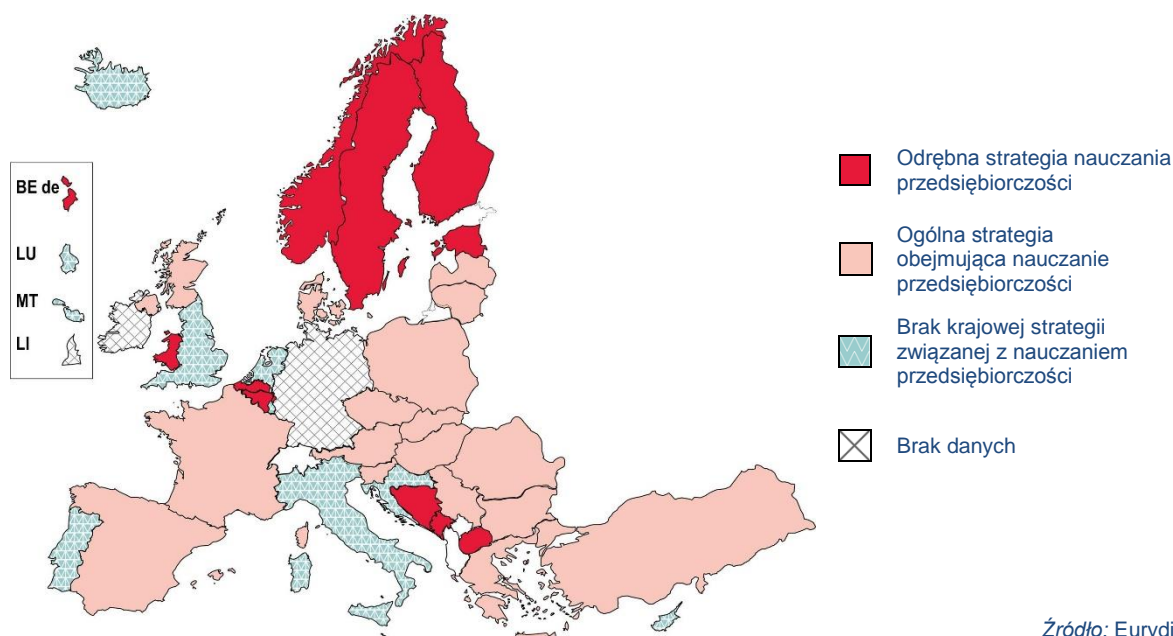 BE de
LU
MT
LI
Odrębna strategia nauczania
przedsiębiorczości
Ogólna strategia
obejmująca nauczanie
przedsiębiorczości
Brak krajowej strategii
związanej z nauczaniem
przedsiębiorczości
Brak danych
Źródło: Eurydi